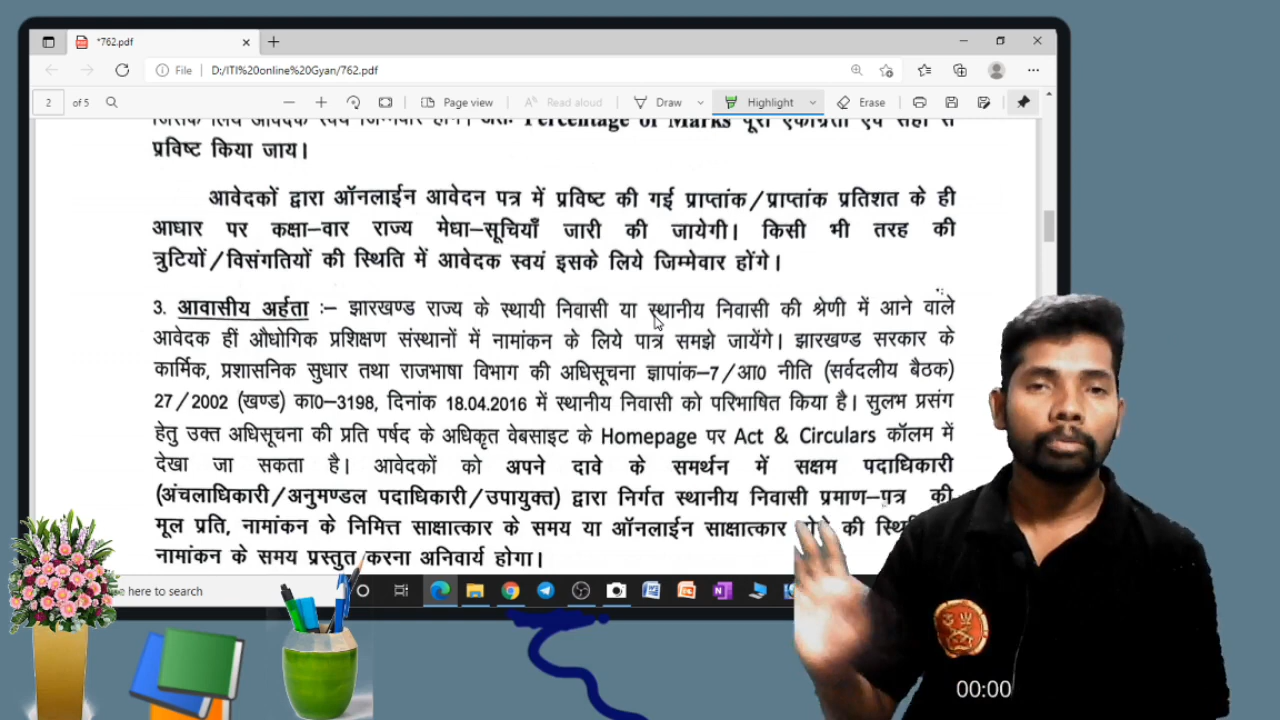 *762.pdf
File D:/ITI%20online%20Gyan/762.pdf
2 of 5 Page view Read aloud Draw Highlight Erase
जिसके लिये आवेदक स्वयं जिम्मेवार होंगे। अतः Percentage of Marks पूरी एकाग्रता एवं सही से
प्रविष्ट किया जाय।
आवेदकों द्वारा ऑनलाईन आवेदन पत्र में प्रविष्ट की गई प्राप्तांक/प्राप्तांक प्रतिशत के ही
आधार पर कक्षा–वार राज्य मेधा–सूचियाँ जारी की जायेगी। किसी भी तरह की
त्रुटियों/विसंगतियों की स्थिति में आवेदक स्वयं इसके लिये जिम्मेवार होंगे।
3. आवासीय अर्हता :– झारखण्ड राज्य के स्थायी निवासी या स्थानीय निवासी की श्रेणी में आने वाले
आवेदक हीं औधोगिक प्रशिक्षण संस्थानों में नामांकन के लिये पात्र समझे जायेंगे। झारखण्ड सरकार के
कार्मिक, प्रशासनिक सुधार तथा राजभाषा विभाग की अधिसूचना ज्ञापांक–7/आ0 नीति (सर्वदलीय बैठक)
27/2002 (खण्ड) का0–3198, दिनांक 18.04.2016 में स्थानीय निवासी को परिभाषित किया है। सुलभ प्रसंग
हेतु उक्त अधिसूचना की प्रति पर्षद के अधिकृत वेबसाइट के Homepage पर Act & Circulars कॉलम में
देखा जा सकता है। आवेदकों को अपने दावे के समर्थन में सक्षम पदाधिकारी
(अंचलाधिकारी/अनुमण्डल पदाधिकारी/उपायुक्त) द्वारा निर्गत स्थानीय निवासी प्रमाण–पत्र की
मूल प्रति, नामांकन के निमित्त साक्षात्कार के समय या ऑनलाईन साक्षात्कार की
नामांकन के समय प्रस्तुत करना अनिवार्य होगा।
here to search
00:00